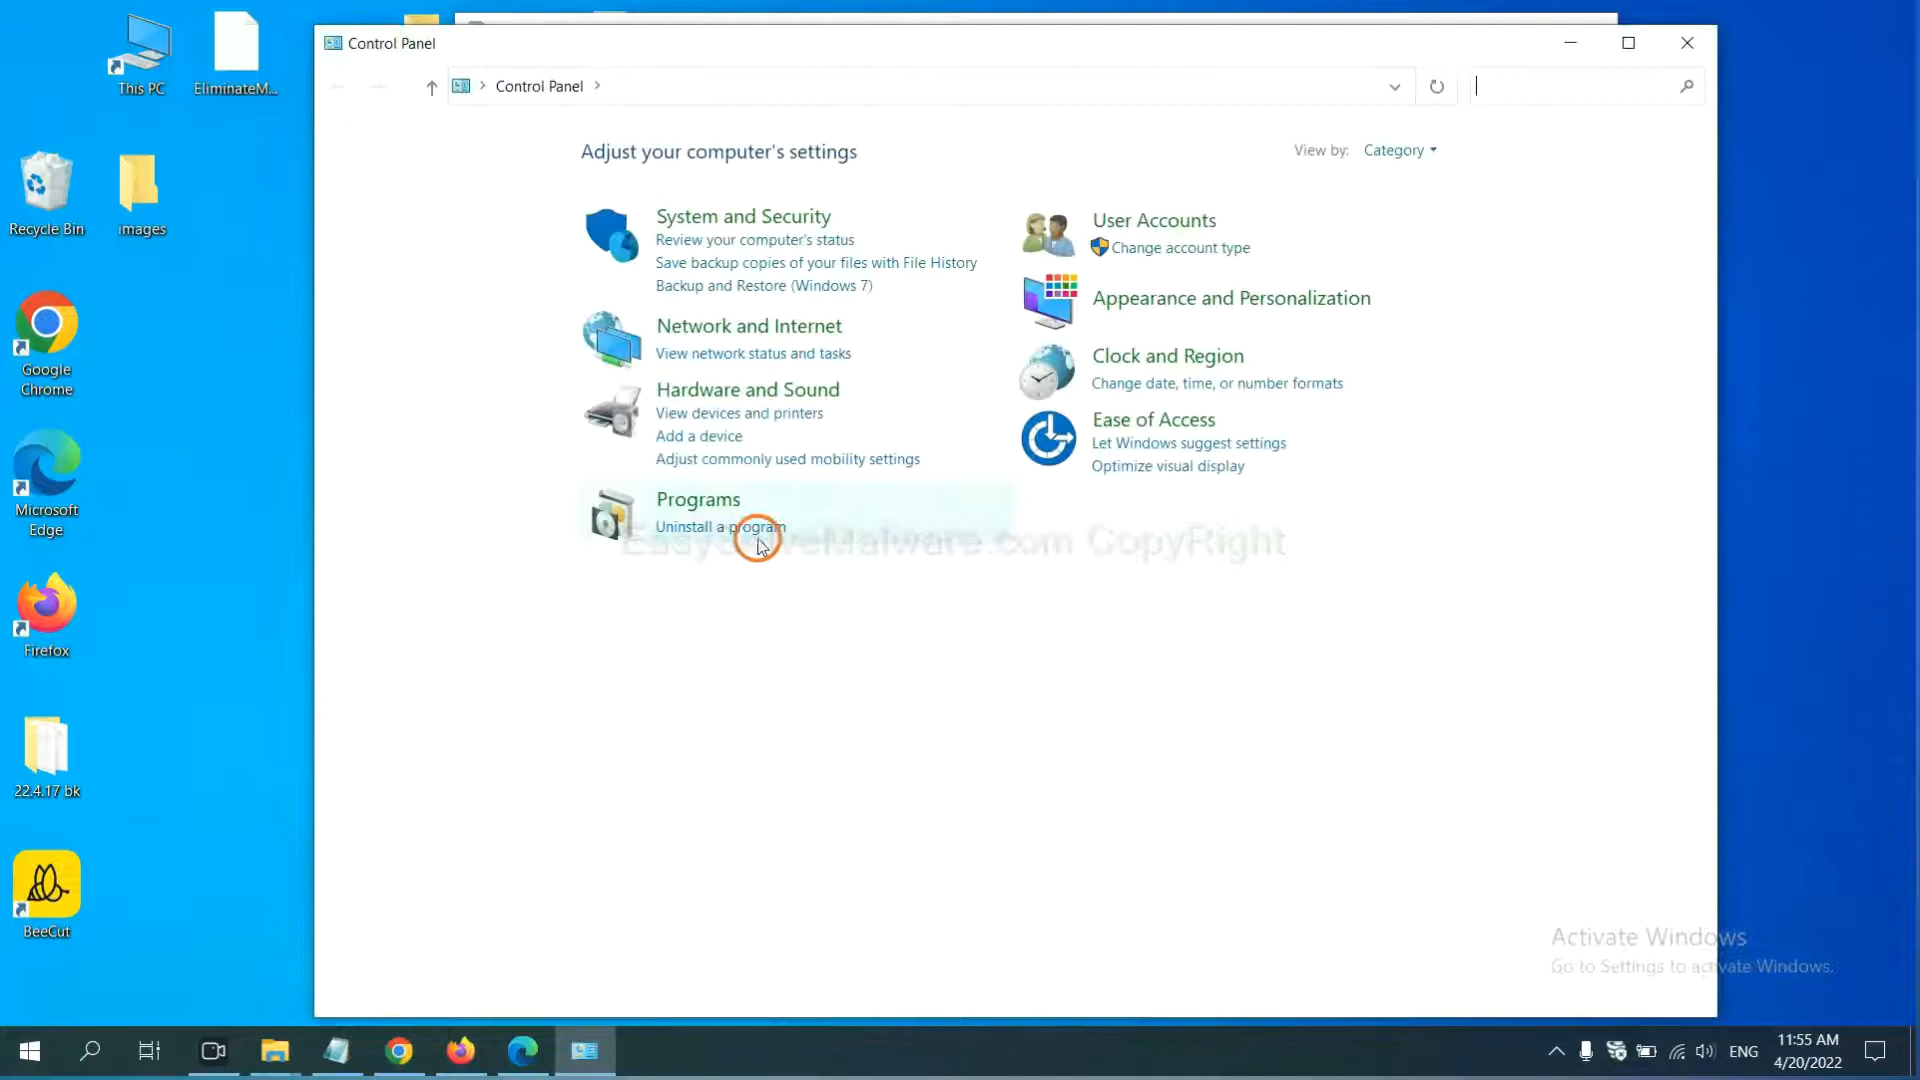 Control Panel
Control Panel
Adjust your computer's settings
View by: Category
System and Security
Review your computer's status
Save backup copies of your files with File History
Backup and Restore (Windows 7)
Network and Internet
View network status and tasks
Hardware and Sound
View devices and printers
Add a device
Adjust commonly used mobility settings
Programs
Uninstall a program
User Accounts
Change account type
Appearance and Personalization
Clock and Region
Change date, time, or number formats
Ease of Access
Let Windows suggest settings
Optimize visual display
CopyRight
This PC
EliminateM...
Recycle Bin
images
Google
Chrome
Microsoft
Edge
Firefox
22.4.17 bk
BeeCut
Activate Windows
Go to Settings to activate Windows.
ENG
11:55 AM
4/20/2022